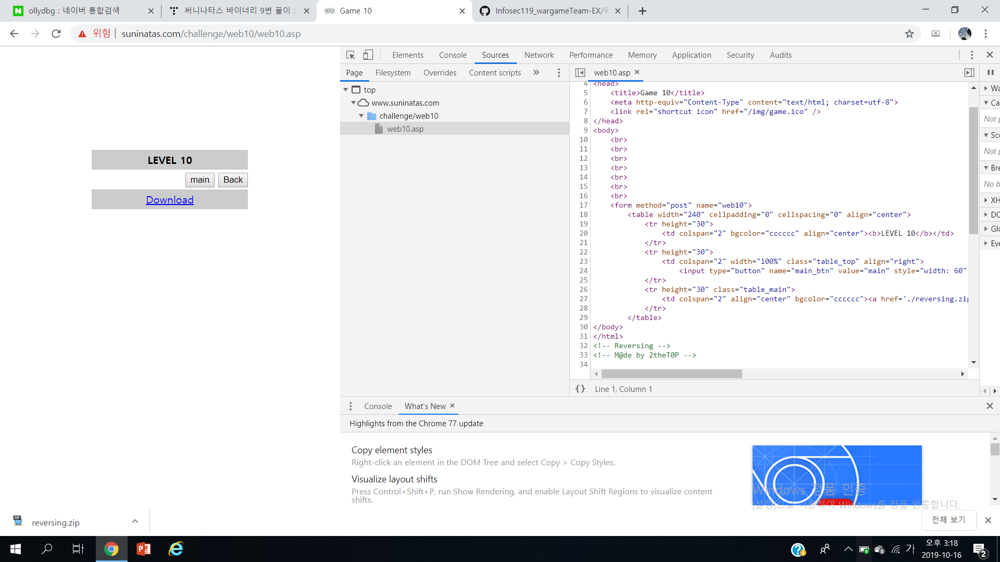 ollydbg : 네이버 통합검색
써니나타스 바이너리 9번 풀이 ::
Game 10
Infosec119_wargameTeam-EX/
위험
suninatas.com/challenge/web10/web10.asp
LEVEL 10
main Back
Download
Elements Console Sources Network Performance Memory Application Security Audits
Page Filesystem Overrides Content scripts »
web10.asp
top
www.suninatas.com
challenge/web10
web10.asp
4 <head>
5 <title>Game 10</title>
6 <meta http-equiv="Content-Type" content="text/html; charset=utf-8">
7 <link rel="shortcut icon" href="/img/game.ico" />
8 </head>
9 <body>
10 <br>
11 <br>
12 <br>
13 <br>
14 <br>
15 <br>
16 <br>
17 <form method="post" name="web10">
18 <table width="240" cellpadding="0" cellspacing="0" align="center">
19 <tr height="30">
20 <td colspan="2" bgcolor="cccccc" align="center"><b>LEVEL 10</b></td>
21 </tr>
22 <tr height="30">
23 <td colspan="2" width="100%" class="table_top" align="right">
24 <input type="button" name="main_btn" value="main" style="width: 60"
25 </tr>
26 <tr height="30" class="table_main">
27 <td colspan="2" align="center" bgcolor="cccccc"><a href='./reversing.zip
28 </tr>
29 </table>
30 </body>
31 </html>
32 <!-- Reversing -->
33 <!-- M@de by 2theT0P -->
34
{} Line 1, Column 1
Wa
Ca
Not p
Sco
Not p
Bre
No b
XH
DO
Glo
Eve
Console What's New
Highlights from the Chrome 77 update
Copy element styles
Right-click an element in the DOM Tree and select Copy > Copy Styles.
Visualize layout shifts
Press Control+Shift+P, run Show Rendering, and enable Layout Shift Regions to visualize content
shifts.
Windows 정품 인증
[설정]으로 이동하여 Windows를 정품 인증합니다.
ZIP
reversing.zip
전체 보기
가
오후 3:18
2019-10-16
2